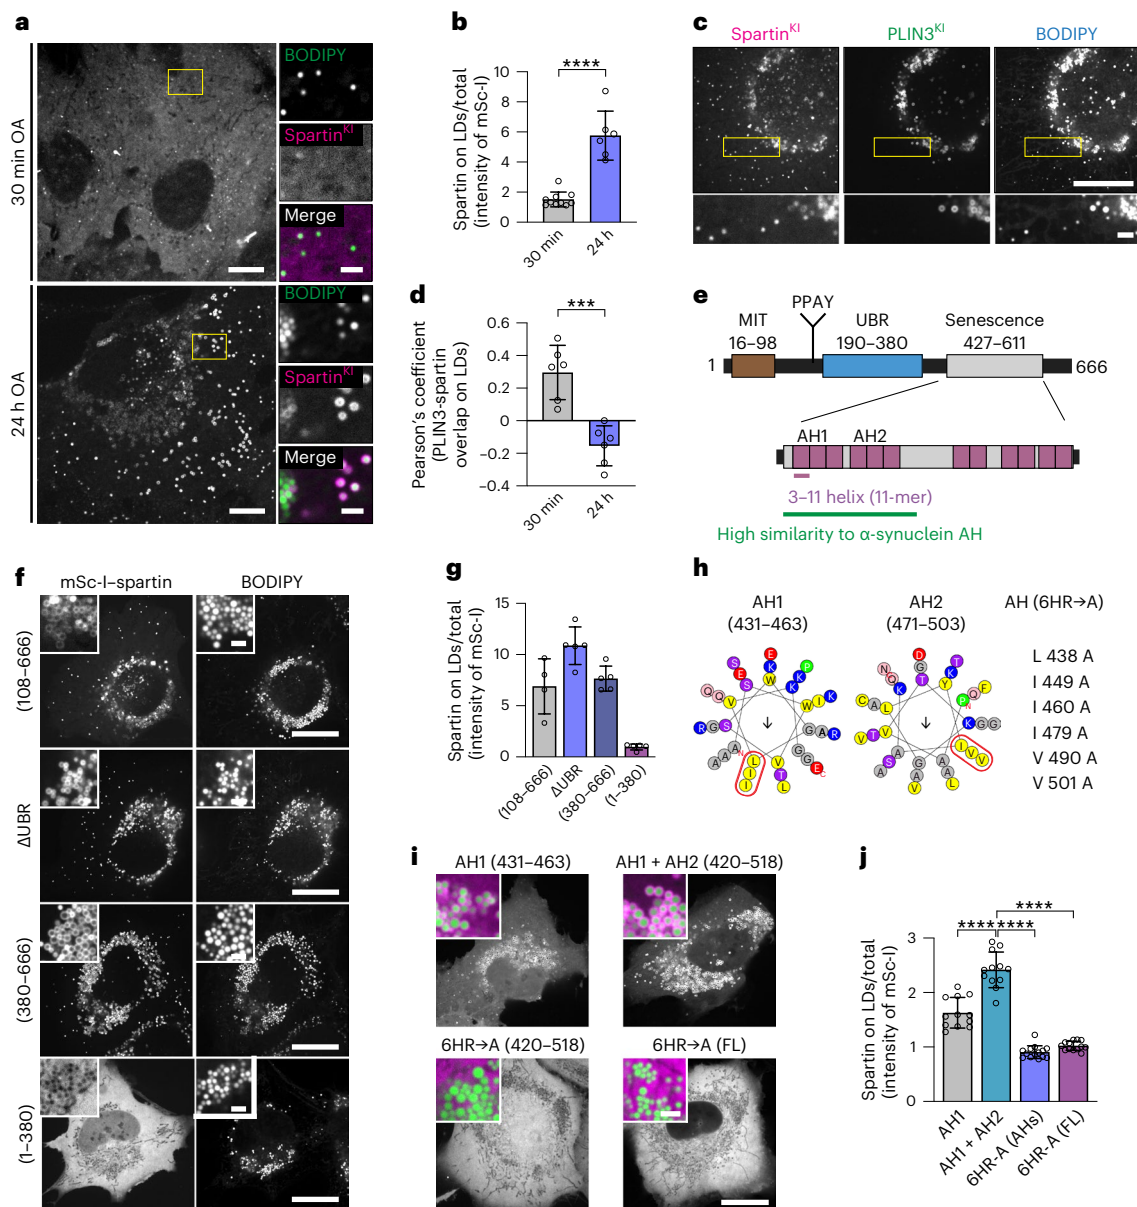 a
30 min OA
BODIPY
Spartin^KI
Merge
24 h OA
BODIPY
Spartin^KI
Merge
b
Spartin on LDs/total
(intensity of mSc-I)
10
8
6
4
2
0
****
30 min
24 h
c
Spartin^KI
PLIN3^KI
BODIPY
d
Pearson's coefficient
(PLIN3-spartin
overlap on LDs)
0.6
0.4
0.2
0
−0.2
−0.4
***
30 min
24 h
e
PPAY
MIT
16–98
UBR
190–380
Senescence
427–611
1
666
AH1
AH2
3–11 helix (11-mer)
High similarity to α-synuclein AH
f
mSc-I–spartin
BODIPY
(108–666)
ΔUBR
(380–666)
(1–380)
g
Spartin on LDs/total
(intensity of mSc-I)
15
10
5
0
(108–666)
ΔUBR
(380–666)
(1–380)
h
AH1
(431–463)
AH2
(471–503)
AH (6HR→A)
L 438 A
I 449 A
I 460 A
I 479 A
V 490 A
V 501 A
i
AH1 (431–463)
AH1 + AH2 (420–518)
6HR→A (420–518)
6HR→A (FL)
j
Spartin on LDs/total
(intensity of mSc-I)
3
2
1
0
****
****
****
AH1
AH1 + AH2
6HR-A (AHs)
6HR-A (FL)